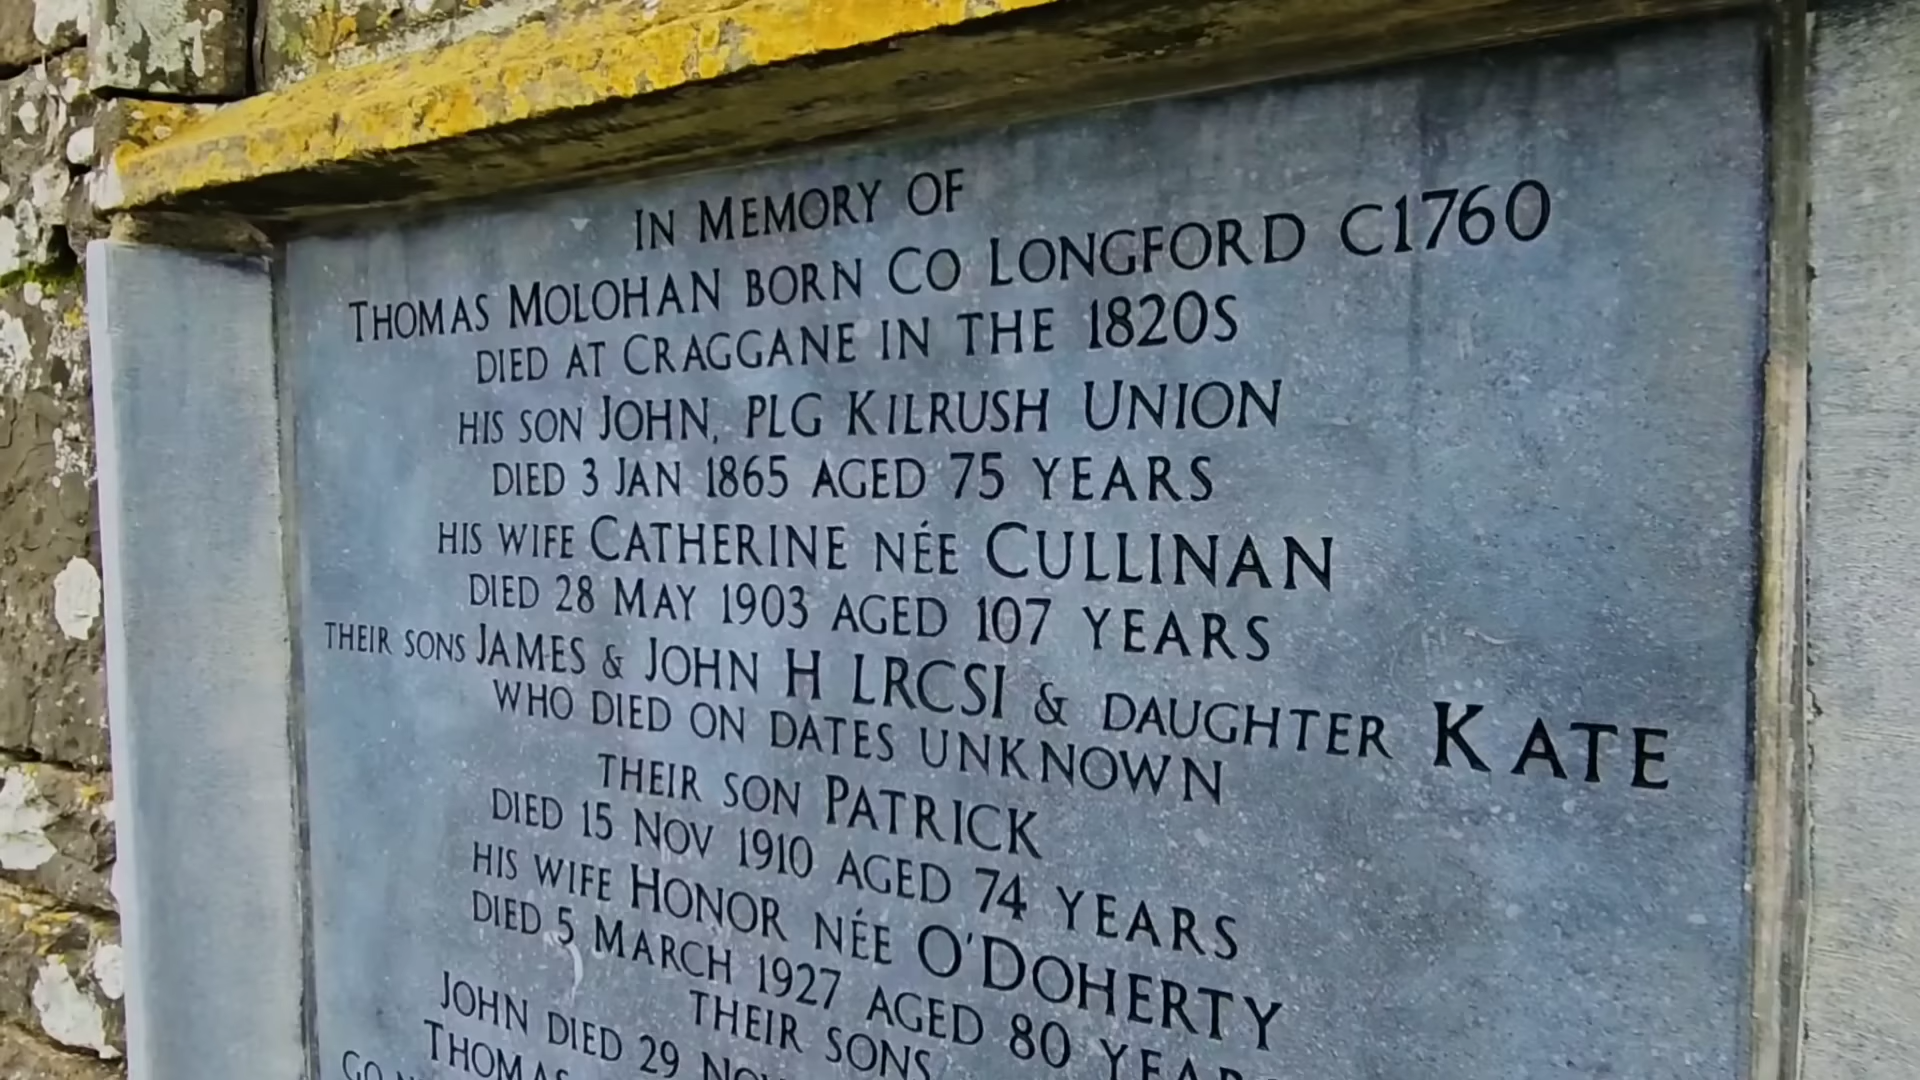 IN MEMORY OF
THOMAS MOLOHAN BORN CO LONGFORD C1760
DIED AT CRAGGANE IN THE 1820S
HIS SON JOHN, PLG KILRUSH UNION
DIED 3 JAN 1865 AGED 75 YEARS
HIS WIFE CATHERINE NÉE CULLINAN
DIED 28 MAY 1903 AGED 107 YEARS
THEIR SONS JAMES & JOHN H LRCSI & DAUGHTER KATE
WHO DIED ON DATES UNKNOWN
THEIR SON PATRICK
DIED 15 NOV 1910 AGED 74 YEARS
HIS WIFE HONOR NÉE O'DOHERTY
DIED 5 MARCH 1927 AGED 80 YEARS
THEIR SONS
JOHN DIED 29 NOV
THOMAS